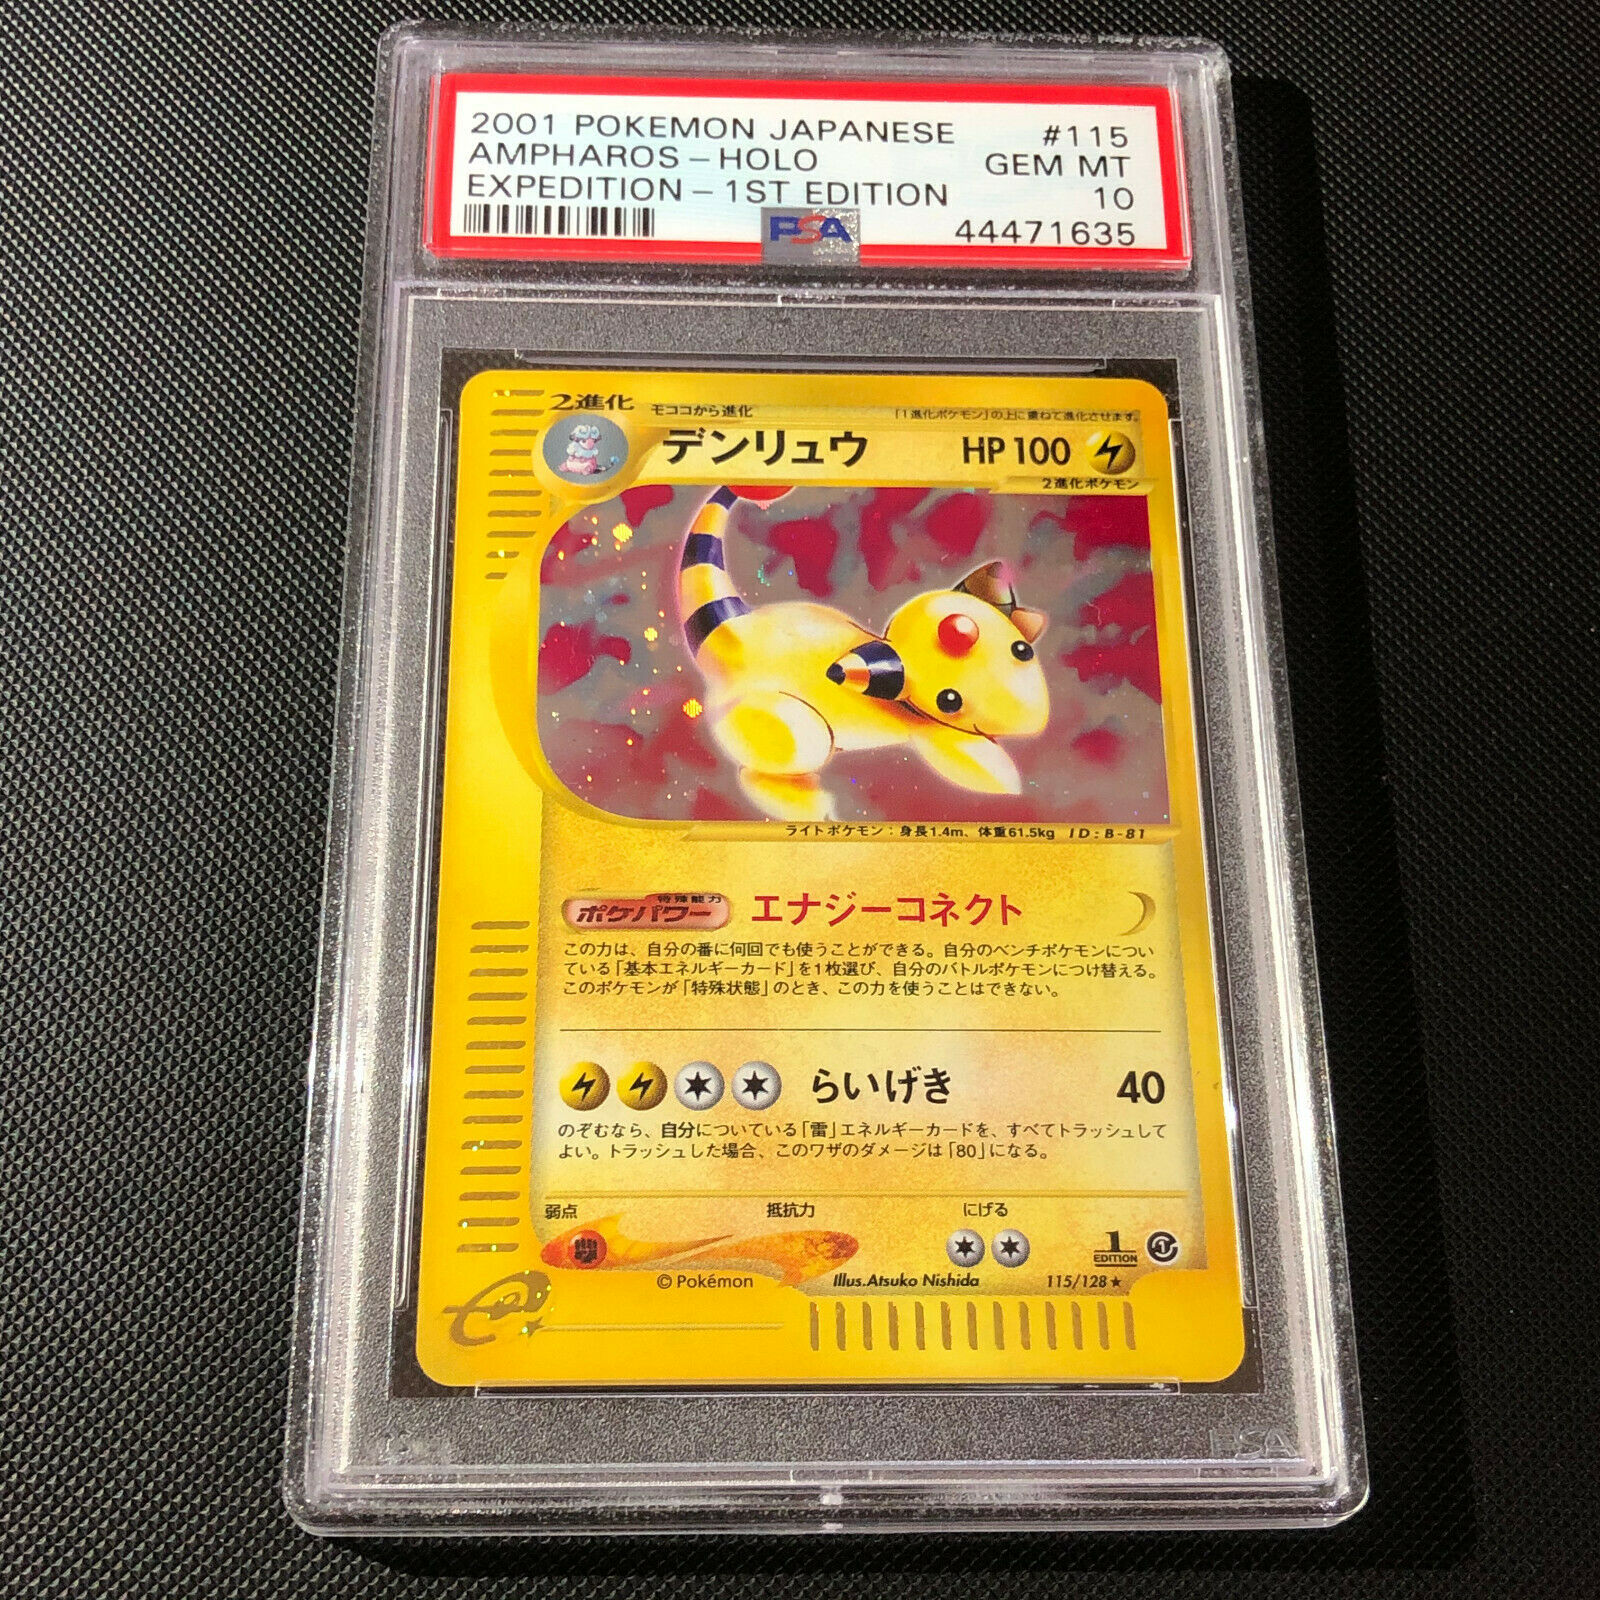 2001 POKEMON JAPANESE #115
AMPHAROS - HOLO GEM MT
EXPEDITION - 1ST EDITION 10
PSA 44471635
2進化 モココから進化 「1進化ポケモン」の上に重ねて進化させます。
デンリュウ HP 100
2進化ポケモン
ライトポケモン：身長1.4m、体重61.5kg ID：B-81
特殊能力
ポケパワー エナジーコネクト
この力は、自分の番に何回でも使うことができる。自分のベンチポケモンについ
ている「基本エネルギーカード」を1枚選び、自分のバトルポケモンにつけ替える。
このポケモンが「特殊状態」のとき、この力を使うことはできない。
らいげき 40
のぞむなら、自分についている「雷」エネルギーカードを、すべてトラッシュして
よい。トラッシュした場合、このワザのダメージは「80」になる。
弱点 抵抗力 にげる
1
EDITION
© Pokémon Illus. Atsuko Nishida 115/128 ★
PSA